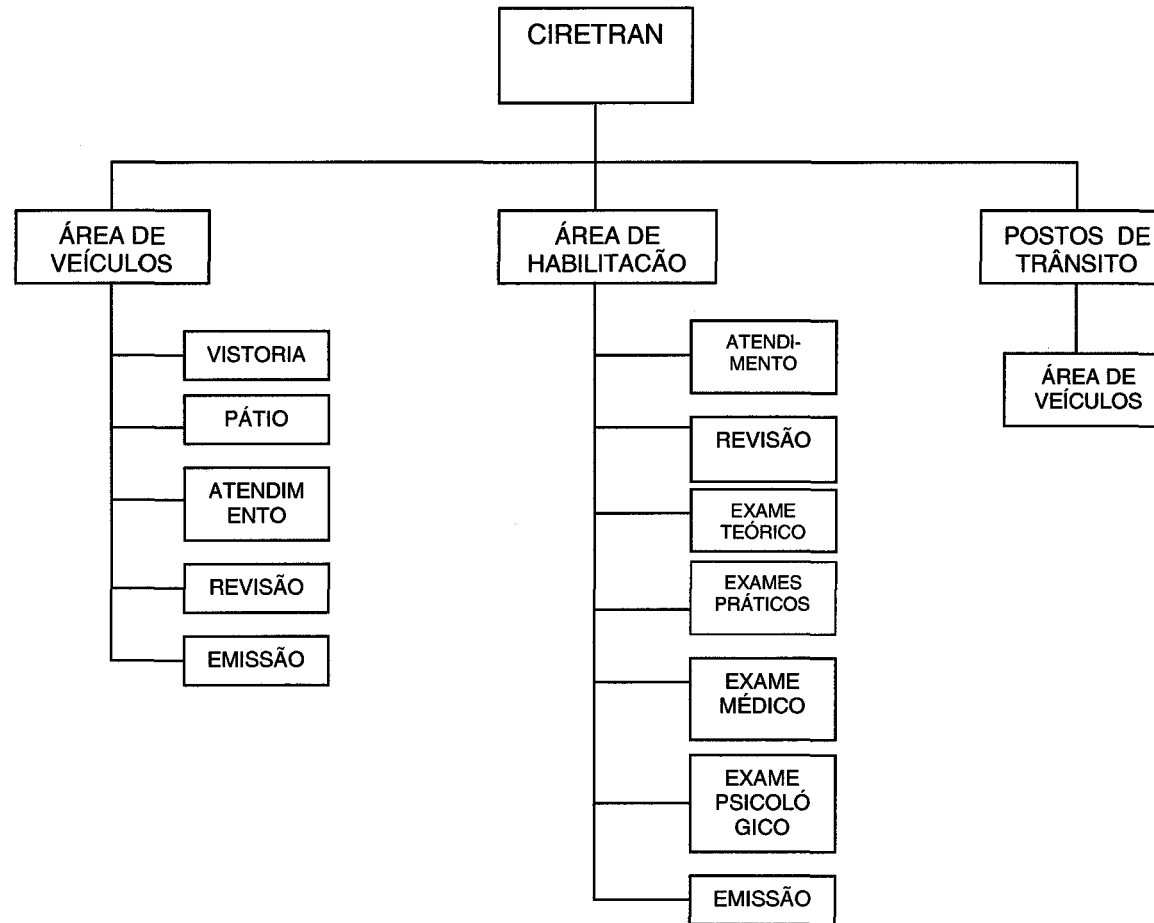 CIRETRAN
ÁREA DE
VEÍCULOS
VISTORIA
PÁTIO
ATENDIM
ENTO
REVISÃO
EMISSÃO
ÁREA DE
HABILITACÃO
ATENDI-
MENTO
REVISÃO
EXAME
TEÓRICO
EXAMES
PRÁTICOS
EXAME
MÉDICO
EXAME
PSICOLÓ
GICO
EMISSÃO
POSTOS DE
TRÂNSITO
ÁREA DE
VEÍCULOS